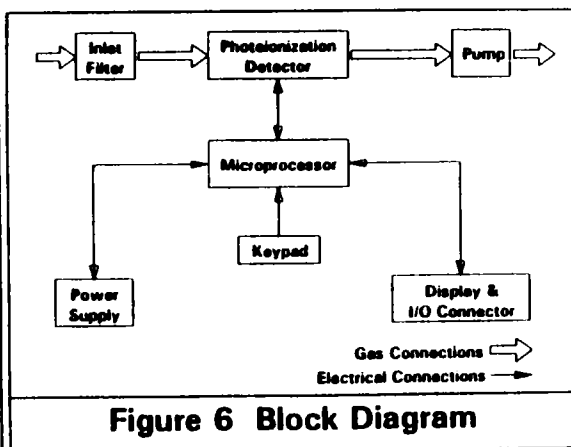 Inlet
Filter
Photoionization
Detector
Pump
Microprocessor
Keypad
Power
Supply
Display &
I/O Connector
Gas Connections
Electrical Connections
Figure 6 Block Diagram